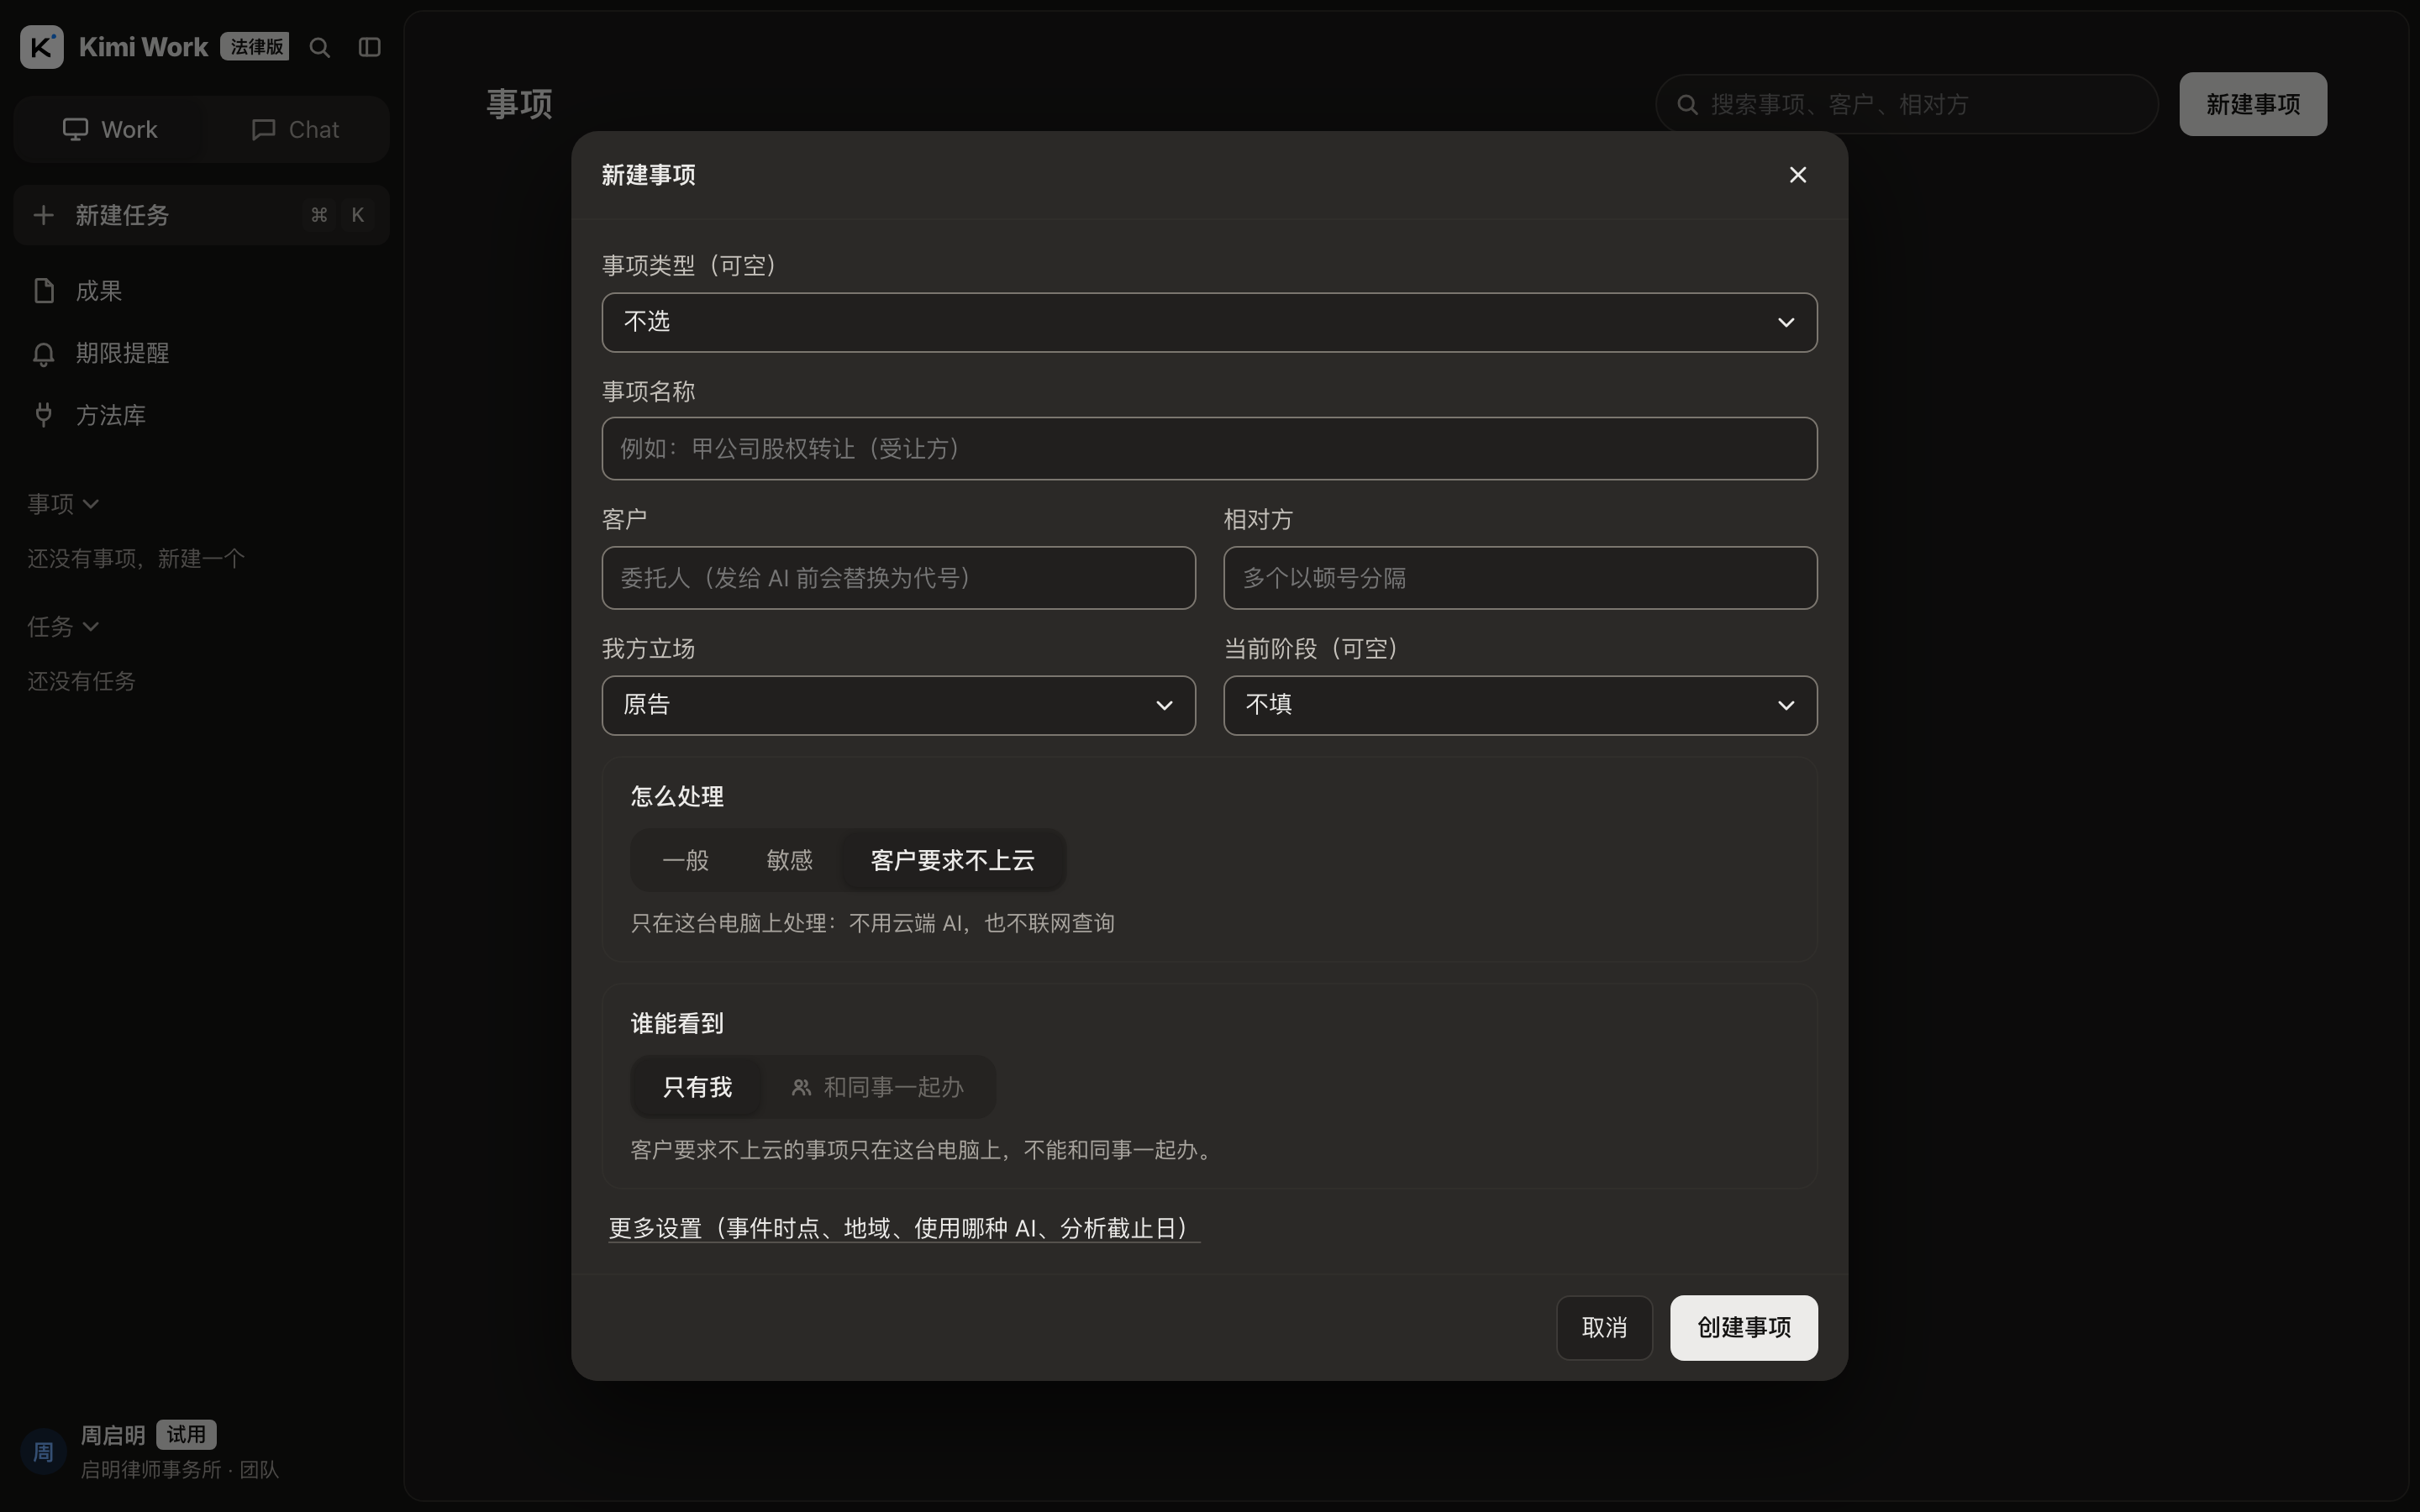 Kimi Work 法律版
Work
Chat
新建任务 ⌘ K
成果
期限提醒
方法库
事项
还没有事项，新建一个
任务
还没有任务
周
周启明 试用
启明律师事务所 · 团队
事项
搜索事项、客户、相对方
新建事项
新建事项
事项类型（可空）
不选
事项名称
例如：甲公司股权转让（受让方）
客户
相对方
委托人（发给 AI 前会替换为代号）
多个以顿号分隔
我方立场
当前阶段（可空）
原告
不填
怎么处理
一般 敏感 客户要求不上云
只在这台电脑上处理：不用云端 AI，也不联网查询
谁能看到
只有我 和同事一起办
客户要求不上云的事项只在这台电脑上，不能和同事一起办。
更多设置（事件时点、地域、使用哪种 AI、分析截止日）
取消
创建事项